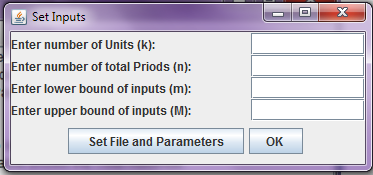 Set Inputs
Enter number of Units (k):
Enter number of total Priods (n):
Enter lower bound of inputs (m):
Enter upper bound of inputs (M):
Set File and Parameters OK